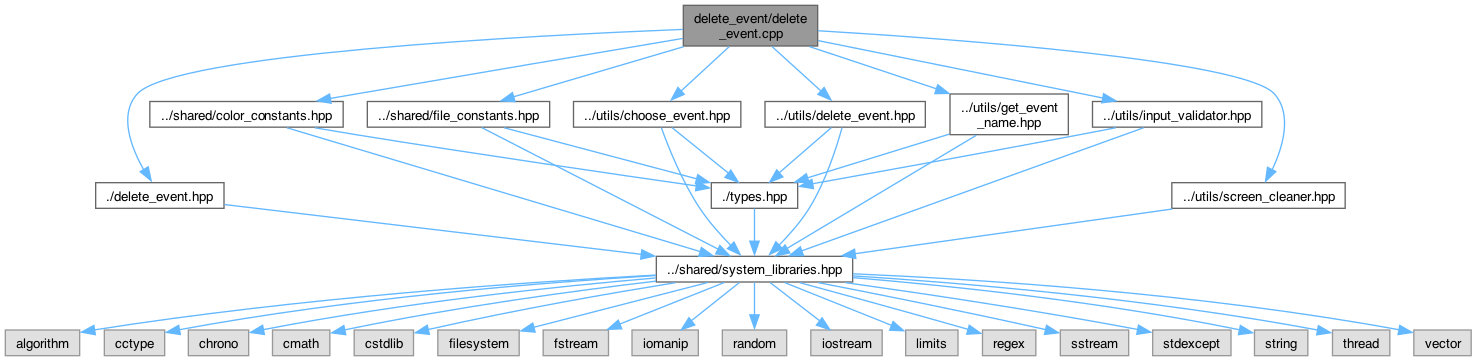 delete_event/delete
_event.cpp
../shared/color_constants.hpp
../shared/file_constants.hpp
../utils/choose_event.hpp
../utils/delete_event.hpp
../utils/get_event
_name.hpp
../utils/input_validator.hpp
./delete_event.hpp
./types.hpp
../utils/screen_cleaner.hpp
../shared/system_libraries.hpp
algorithm
cctype
chrono
cmath
cstdlib
filesystem
fstream
iomanip
random
iostream
limits
regex
sstream
stdexcept
string
thread
vector